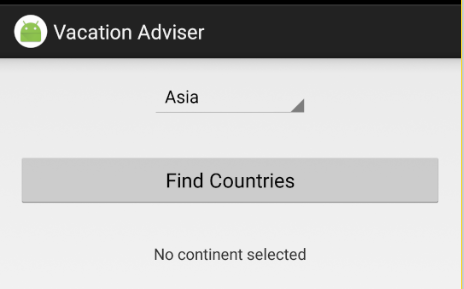 Vacation Adviser
Asia
Find Countries
No continent selected